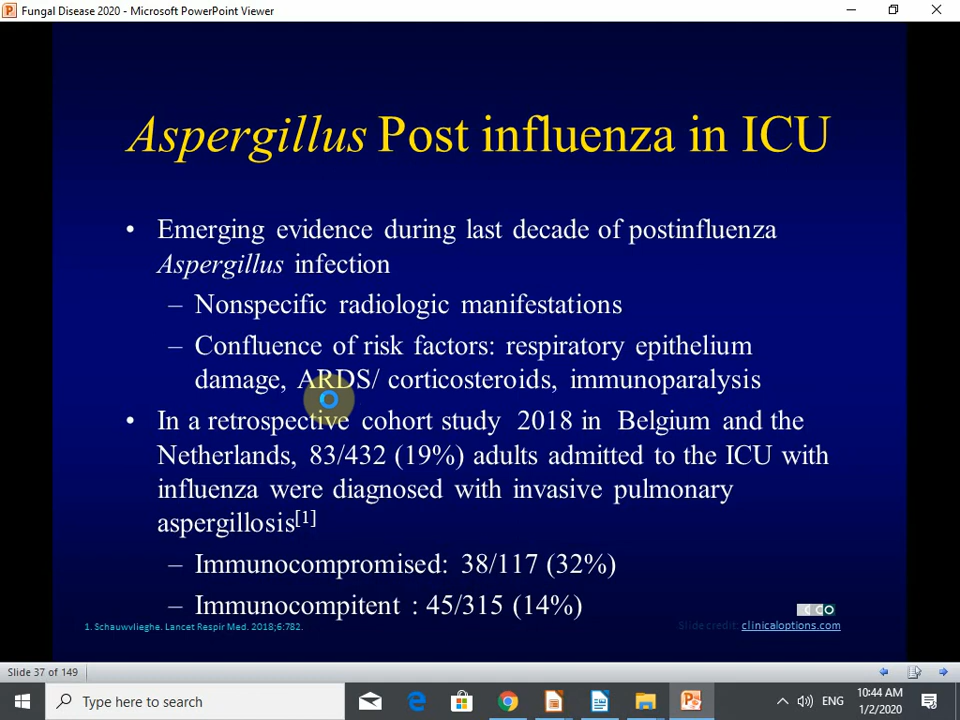 Fungal Disease 2020 - Microsoft PowerPoint Viewer
Aspergillus Post influenza in ICU
• Emerging evidence during last decade of postinfluenza
Aspergillus infection
– Nonspecific radiologic manifestations
– Confluence of risk factors: respiratory epithelium
damage, ARDS/ corticosteroids, immunoparalysis
• In a retrospective cohort study 2018 in Belgium and the
Netherlands, 83/432 (19%) adults admitted to the ICU with
influenza were diagnosed with invasive pulmonary
aspergillosis[1]
– Immunocompromised: 38/117 (32%)
– Immunocompitent : 45/315 (14%)
1. Schauwvlieghe. Lancet Respir Med. 2018;6:782.
Slide credit: clinicaloptions.com
Slide 37 of 149
Type here to search
ENG
10:44 AM
1/2/2020